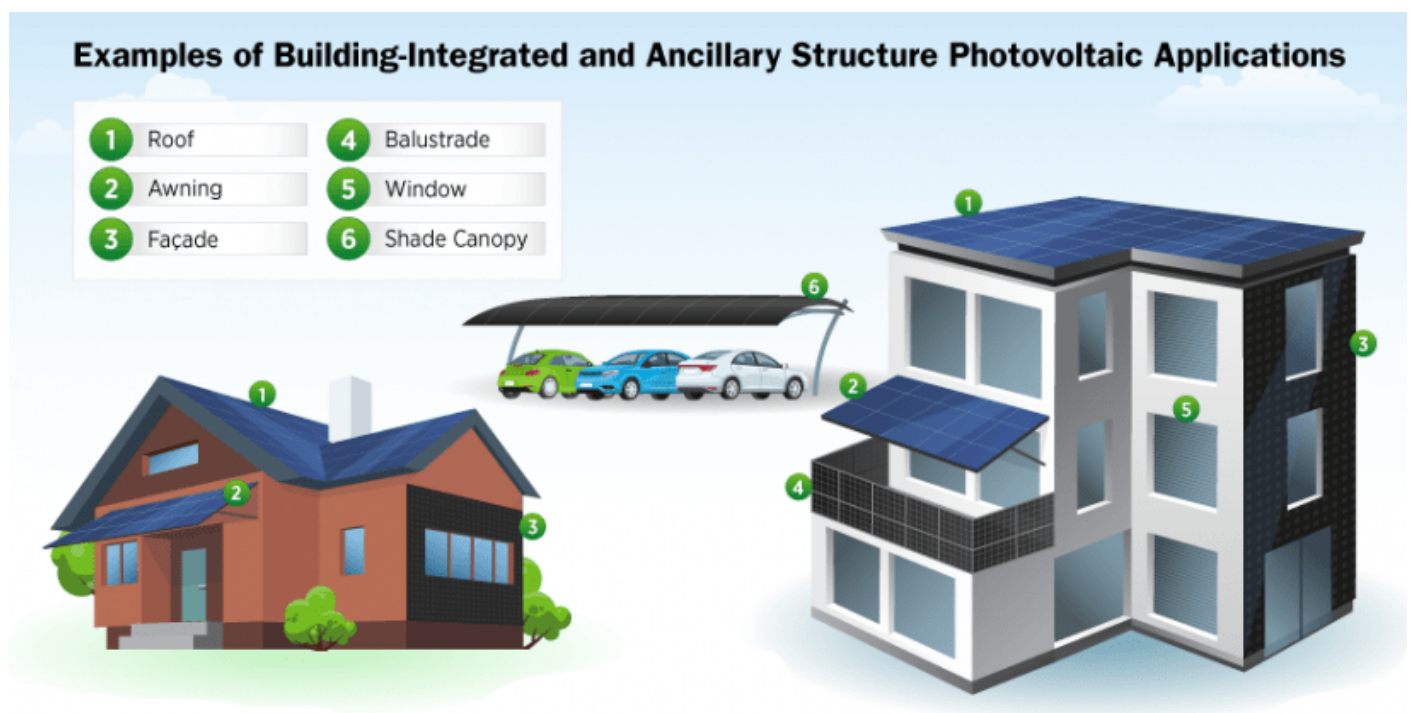 Examples of Building-Integrated and Ancillary Structure Photovoltaic Applications
1 Roof
2 Awning
3 Façade
4 Balustrade
5 Window
6 Shade Canopy
1
2
3
6
1
2
3
4
5